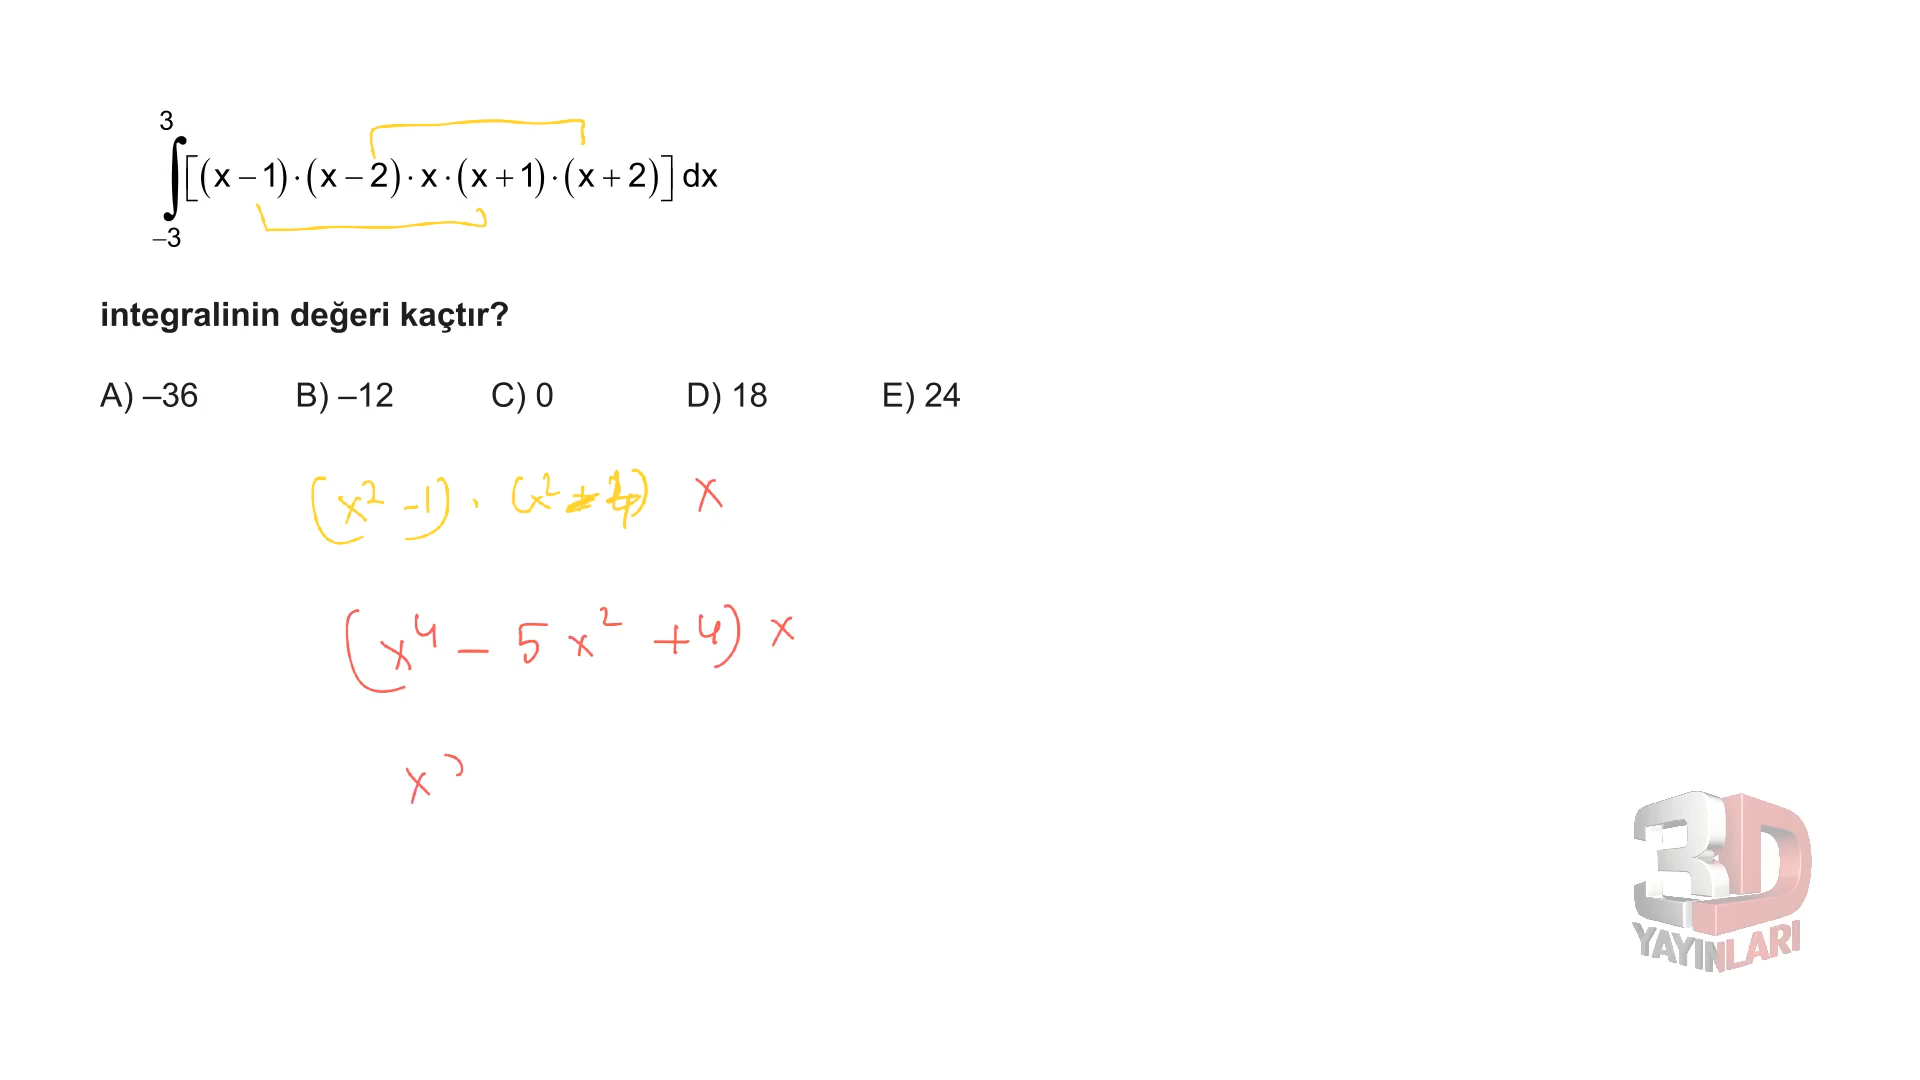 3
∫[(x – 1) · (x – 2) · x · (x + 1) · (x + 2)] dx
–3
integralinin değeri kaçtır?
A) –36 B) –12 C) 0 D) 18 E) 24
(x² -1) · (x² - 4) x
(x⁴ - 5x² + 4) x
x
3D
YAYINLARI